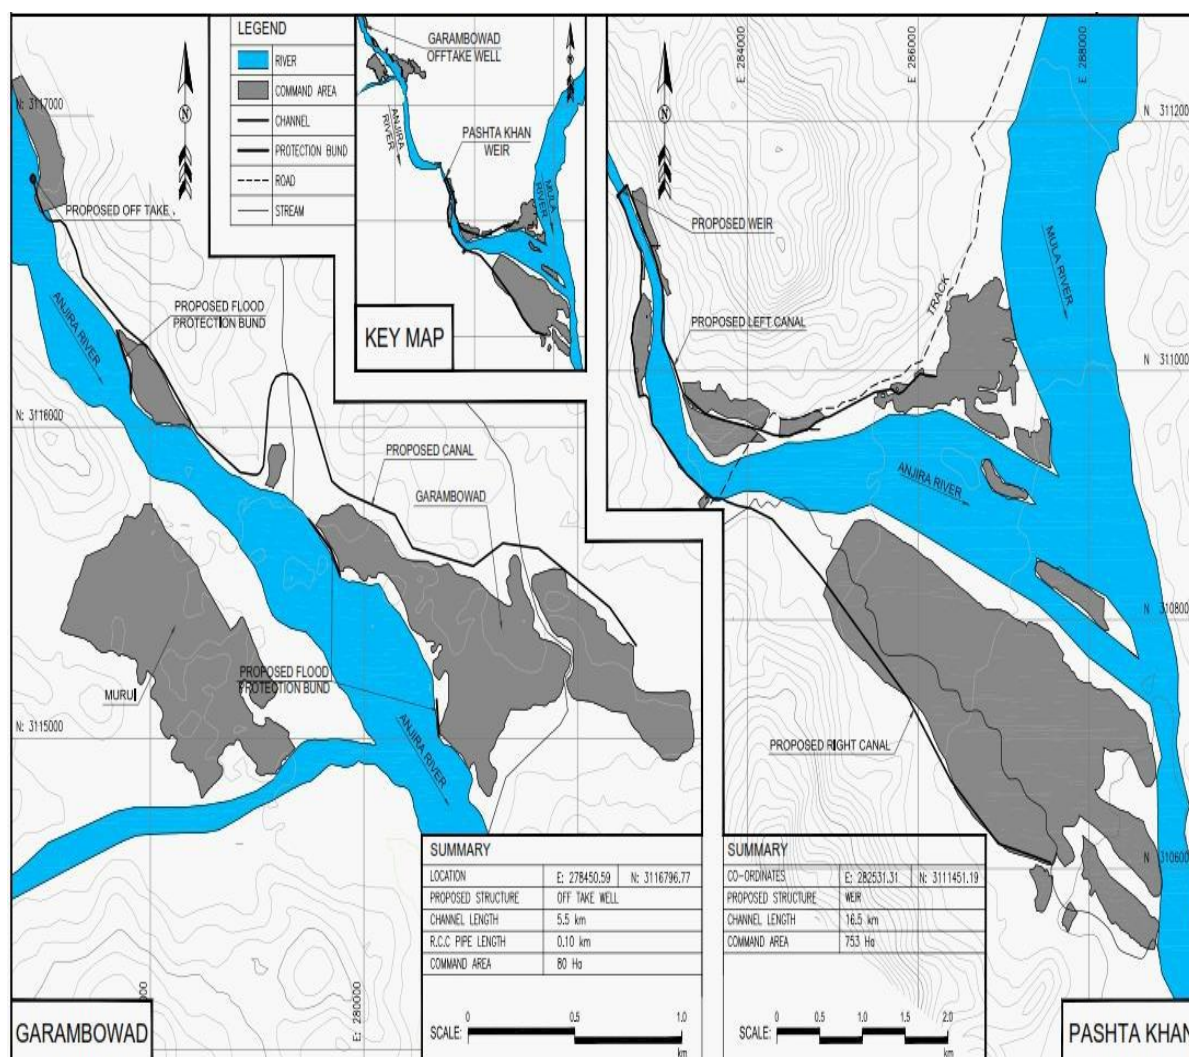 LEGEND
RIVER
COMMAND AREA
CHANNEL
PROTECTION BUND
ROAD
STREAM
N: 3117000
PROPOSED OFF TAKE
ANJIRA RIVER
PROPOSED FLOOD
PROTECTION BUND
N: 3116000
PROPOSED CANAL
GARAMBOWAD
MURUI
PROPOSED FLOOD
PROTECTION BUND
N: 3115000
ANJIRA RIVER
E: 280000
GARAMBOWAD
SUMMARY
LOCATION E: 278450.59 N: 3116796.77
PROPOSED STRUCTURE OFF TAKE WELL
CHANNEL LENGTH 5.5 km
R.C.C PIPE LENGTH 0.10 km
COMMAND AREA 80 Ha
SCALE: 0 0.5 1.0
km
GARAMBOWAD
OFFTAKE WELL
ANJIRA
RIVER
PASHTA KHAN
WEIR
MULA
RIVER
KEY MAP
N
N
E 284000
E 286000
E 288000
N 311200
PROPOSED WEIR
MULA RIVER
TRACK
PROPOSED LEFT CANAL
N 311000
ANJIRA RIVER
N 310800
PROPOSED RIGHT CANAL
N 310600
SUMMARY
CO-ORDINATES E: 282531.31 N: 3111451.19
PROPOSED STRUCTURE WEIR
CHANNEL LENGTH 16.5 km
COMMAND AREA 753 Ha
SCALE: 0 0.5 1.0 1.5 2.0
km
PASHTA KHAN